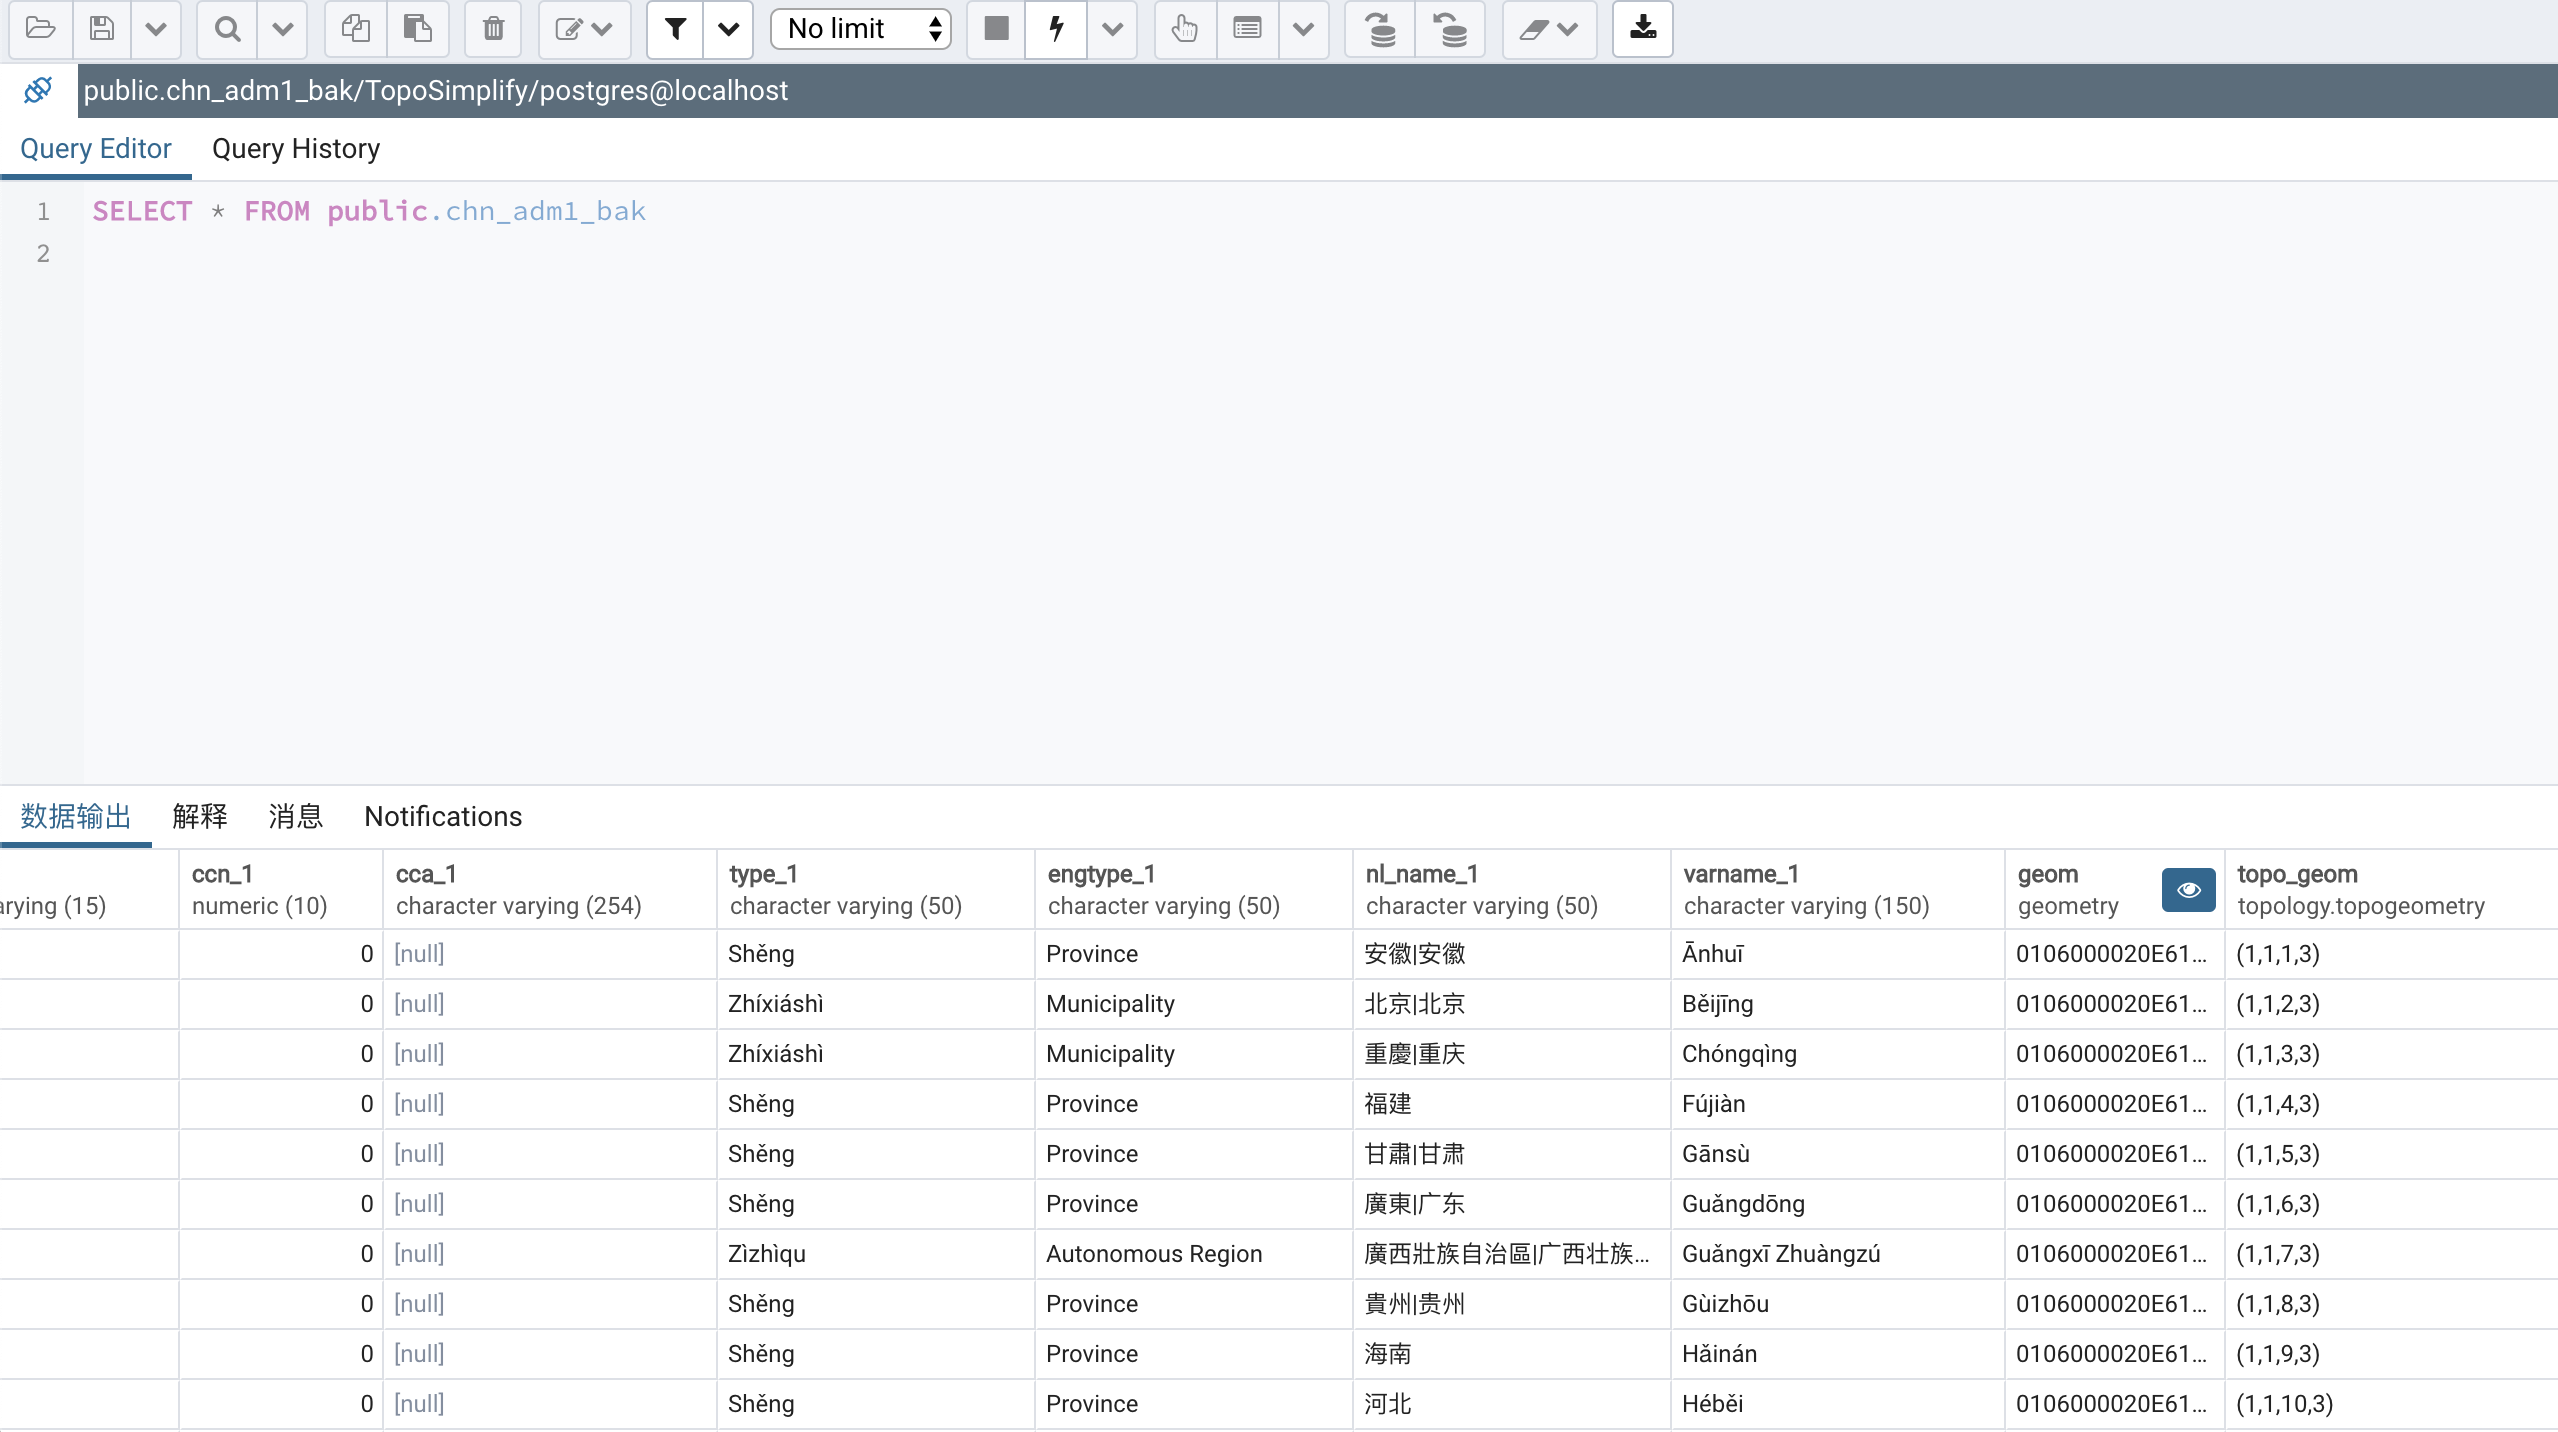 No limit
public.chn_adm1_bak/TopoSimplify/postgres@localhost
Query Editor Query History
1 SELECT * FROM public.chn_adm1_bak
2
数据输出 解释 消息 Notifications
ccn_1 cca_1 type_1 engtype_1 nl_name_1 varname_1 geom topo_geom
arying (15) numeric (10) character varying (254) character varying (50) character varying (50) character varying (50) character varying (150) geometry topology.topogeometry
0 [null] Shěng Province 安徽|安徽 Ānhuī 0106000020E61... (1,1,1,3)
0 [null] Zhíxiáshì Municipality 北京|北京 Běijīng 0106000020E61... (1,1,2,3)
0 [null] Zhíxiáshì Municipality 重慶|重庆 Chóngqìng 0106000020E61... (1,1,3,3)
0 [null] Shěng Province 福建 Fújiàn 0106000020E61... (1,1,4,3)
0 [null] Shěng Province 甘肅|甘肃 Gānsù 0106000020E61... (1,1,5,3)
0 [null] Shěng Province 廣東|广东 Guǎngdōng 0106000020E61... (1,1,6,3)
0 [null] Zìzhìqu Autonomous Region 廣西壯族自治區|广西壮族... Guǎngxī Zhuàngzú 0106000020E61... (1,1,7,3)
0 [null] Shěng Province 貴州|贵州 Gùizhōu 0106000020E61... (1,1,8,3)
0 [null] Shěng Province 海南 Hǎinán 0106000020E61... (1,1,9,3)
0 [null] Shěng Province 河北 Héběi 0106000020E61... (1,1,10,3)